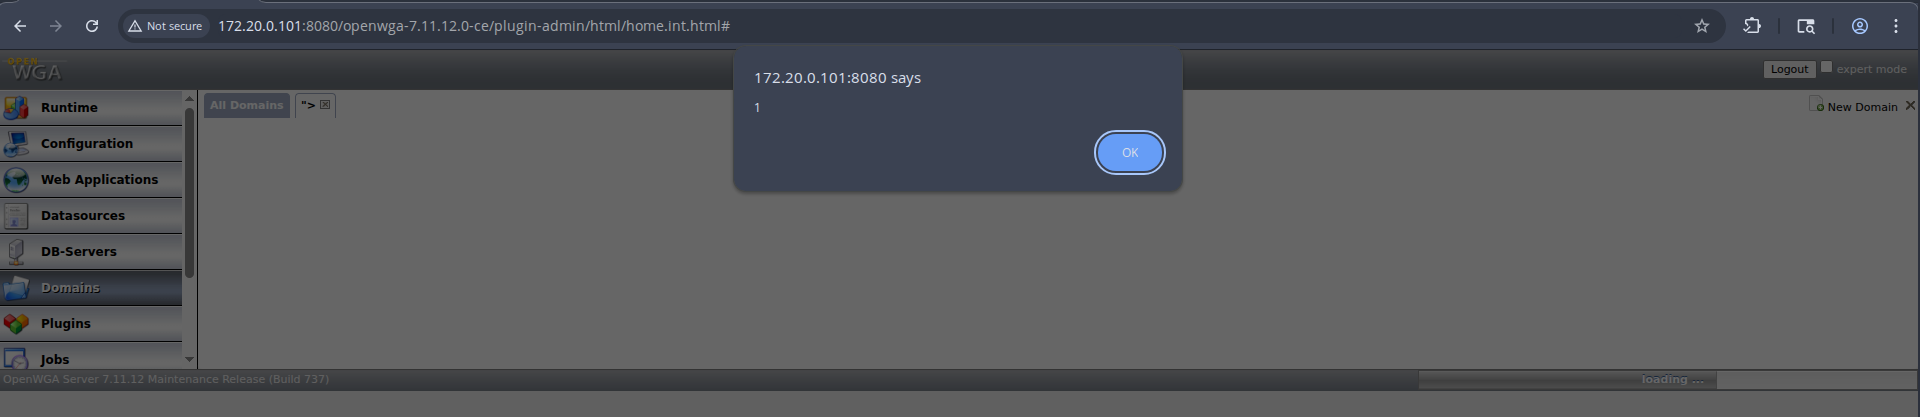 Not secure 172.20.0.101:8080/openwga-7.11.12.0-ce/plugin-admin/html/home.int.html#
OPEN
WGA
172.20.0.101:8080 says
1
OK
Logout expert mode
All Domains "> New Domain
Runtime
Configuration
Web Applications
Datasources
DB-Servers
Domains
Plugins
Jobs
OpenWGA Server 7.11.12 Maintenance Release (Build 737) loading ...